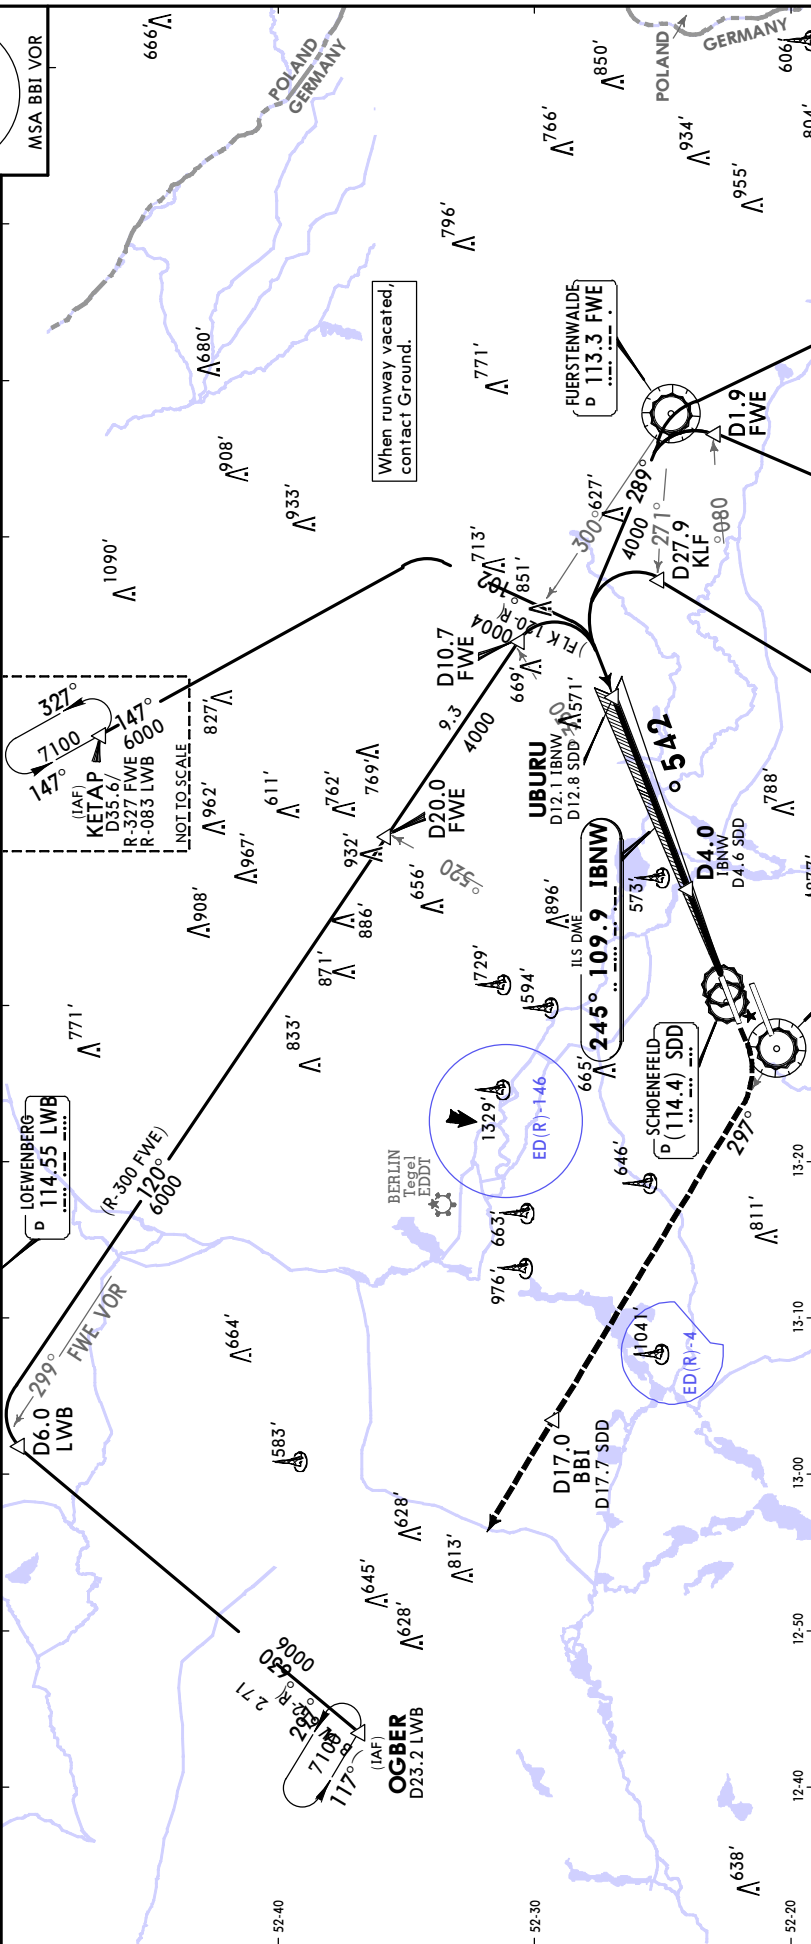 MSA BBI VOR
666'
POLAND
GERMANY
850'
POLAND
GERMANY
606'
766'
934'
955'
804'
796'
680'
When runway vacated,
contact Ground.
771'
FUERSTENWALDE
D 113.3 FWE
908'
933'
D1.9
FWE
1090'
713'
851'
627'
300°
289°
4000
271°
080°
D27.9
KLF
327°
7100
147°
147°
6000
(IAF)
KETAP
D35.6/
R-327 FWE
R-083 LWB
NOT TO SCALE
827'
962'
967'
908'
611'
762'
769'
D10.7
FWE
669'
571'
9.3
4000
UBURU
D12.1 IBNW
D12.8 SDD
245°
D20.0
FWE
932'
656'
886'
871'
896'
788'
ILS DME
245° 109.9 IBNW
573'
D4.0
IBNW
D4.6 SDD
771'
833'
729'
594'
665'
1329'
ED(R)-146
SCHOENEFELD
D (114.4) SDD
297°
LOEWENBERG
D 114.55 LWB
(R-300 FWE)
120°
6000
BERLIN
Tegel
EDDT
646'
663'
976'
811'
13-20
13-10
299°
FWE VOR
D6.0
LWB
664'
583'
1041'
ED(R)-4
D17.0
BBI
D17.7 SDD
13-00
628'
813'
645'
628'
12-50
7100
117°
(IAF)
OGBER
D23.2 LWB
12-40
638'
52-40
52-30
52-20